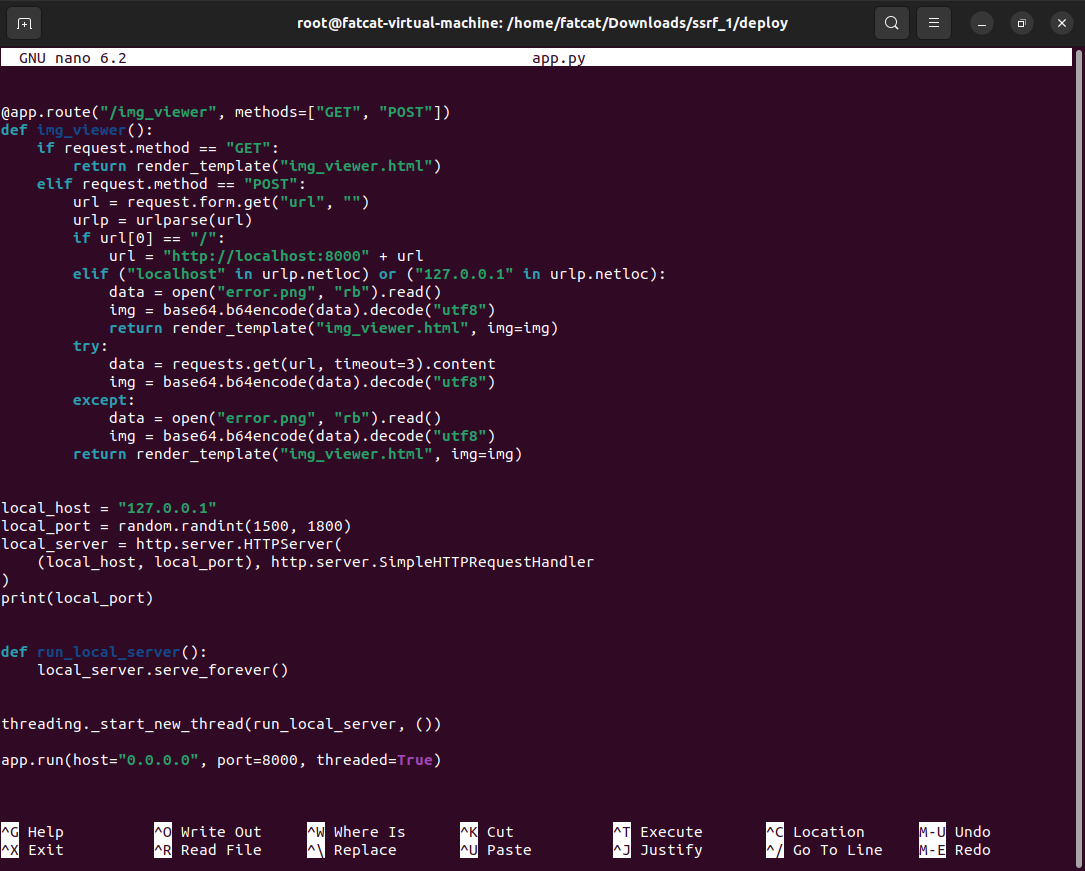 root@fatcat-virtual-machine: /home/fatcat/Downloads/ssrf_1/deploy
GNU nano 6.2 app.py
@app.route("/img_viewer", methods=["GET", "POST"])
def img_viewer():
    if request.method == "GET":
        return render_template("img_viewer.html")
    elif request.method == "POST":
        url = request.form.get("url", "")
        urlp = urlparse(url)
        if url[0] == "/":
            url = "http://localhost:8000" + url
        elif ("localhost" in urlp.netloc) or ("127.0.0.1" in urlp.netloc):
            data = open("error.png", "rb").read()
            img = base64.b64encode(data).decode("utf8")
            return render_template("img_viewer.html", img=img)
        try:
            data = requests.get(url, timeout=3).content
            img = base64.b64encode(data).decode("utf8")
        except:
            data = open("error.png", "rb").read()
            img = base64.b64encode(data).decode("utf8")
        return render_template("img_viewer.html", img=img)
local_host = "127.0.0.1"
local_port = random.randint(1500, 1800)
local_server = http.server.HTTPServer(
    (local_host, local_port), http.server.SimpleHTTPRequestHandler
)
print(local_port)
def run_local_server():
    local_server.serve_forever()
threading._start_new_thread(run_local_server, ())
app.run(host="0.0.0.0", port=8000, threaded=True)
^G Help ^O Write Out ^W Where Is ^K Cut ^T Execute ^C Location M-U Undo
^X Exit ^R Read File ^\ Replace ^U Paste ^J Justify ^/ Go To Line M-E Redo